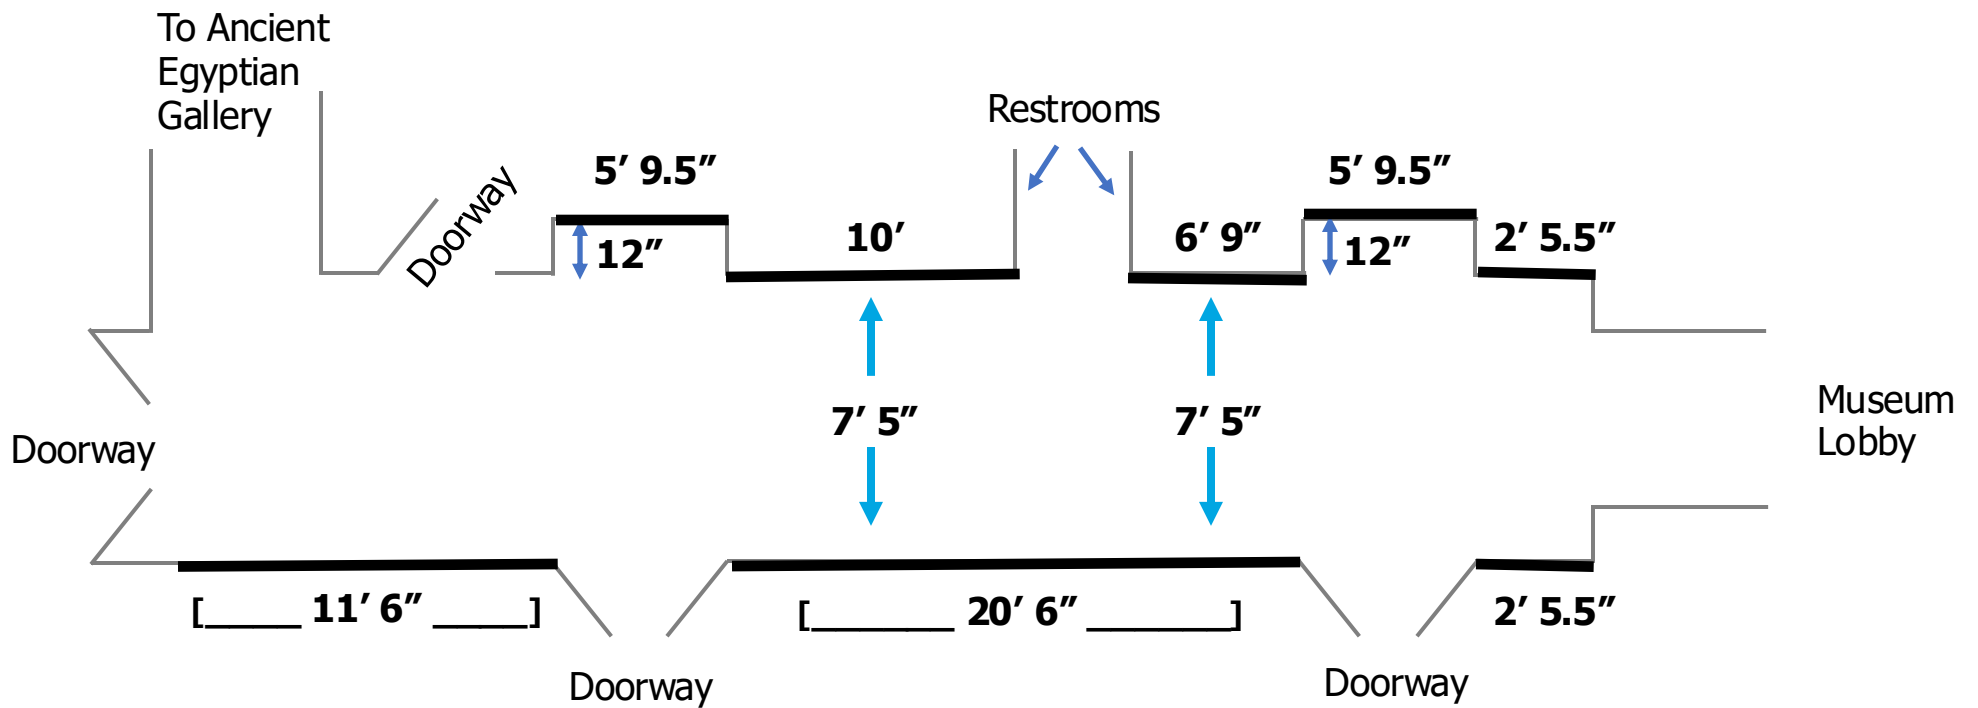 To Ancient
Egyptian
Gallery
Restrooms
Doorway
5′ 9.5″
5′ 9.5″
12″
10′
6′ 9″
12″
2′ 5.5″
7′ 5″
7′ 5″
Museum
Lobby
Doorway
[_____ 11′ 6″ _____]
[_______ 20′ 6″ _______]
2′ 5.5″
Doorway
Doorway